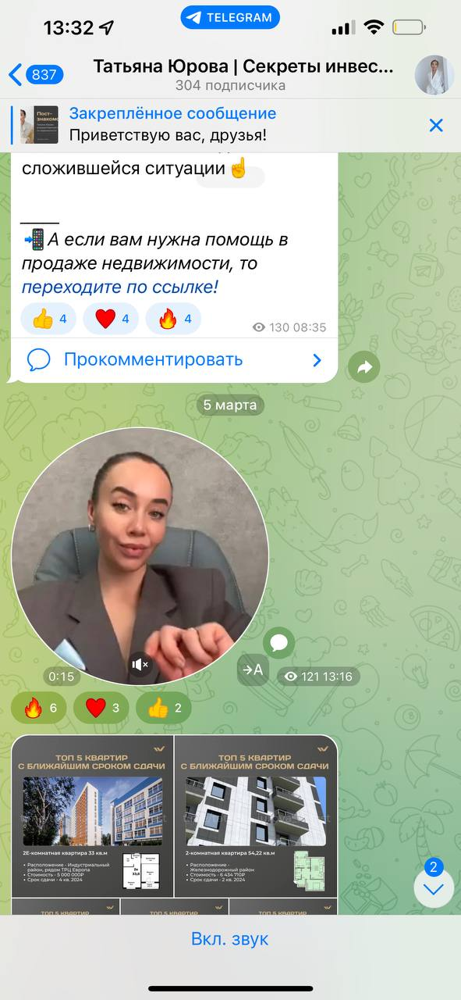 13:32
TELEGRAM
837
Татьяна Юрова | Секреты инвес...
304 подписчика
Пост-
Закреплённое сообщение
Приветствую вас, друзья!
сложившейся ситуации ☝
📲 А если вам нужна помощь в
продаже недвижимости, то
переходите по ссылке!
👍 4 ❤ 4 🔥 4
130 08:35
Прокомментировать
5 марта
0:15
→A
121 13:16
🔥 6 ❤ 3 👍 2
ТОП 5 КВАРТИР
С БЛИЖАЙШИМ СРОКОМ СДАЧИ
2Е-комнатная квартира 33 кв.м
• Расположение - Индустриальный
район, рядом ТРЦ Европа
• Стоимость - 5 000 000₽
• Срок сдачи - 4 кв. 2024
ТОП 5 КВАРТИР
С БЛИЖАЙШИМ СРОКОМ СДАЧИ
2-комнатная квартира 54,22 кв.м
• Расположение -
Железнодорожный район
• Стоимость - 6 434 710₽
• Срок сдачи - 2 кв. 2024
ТОП 5 КВАРТИР
ТОП 5 КВАРТИР
ТОП 5 КВАРТИР
2
Вкл. звук